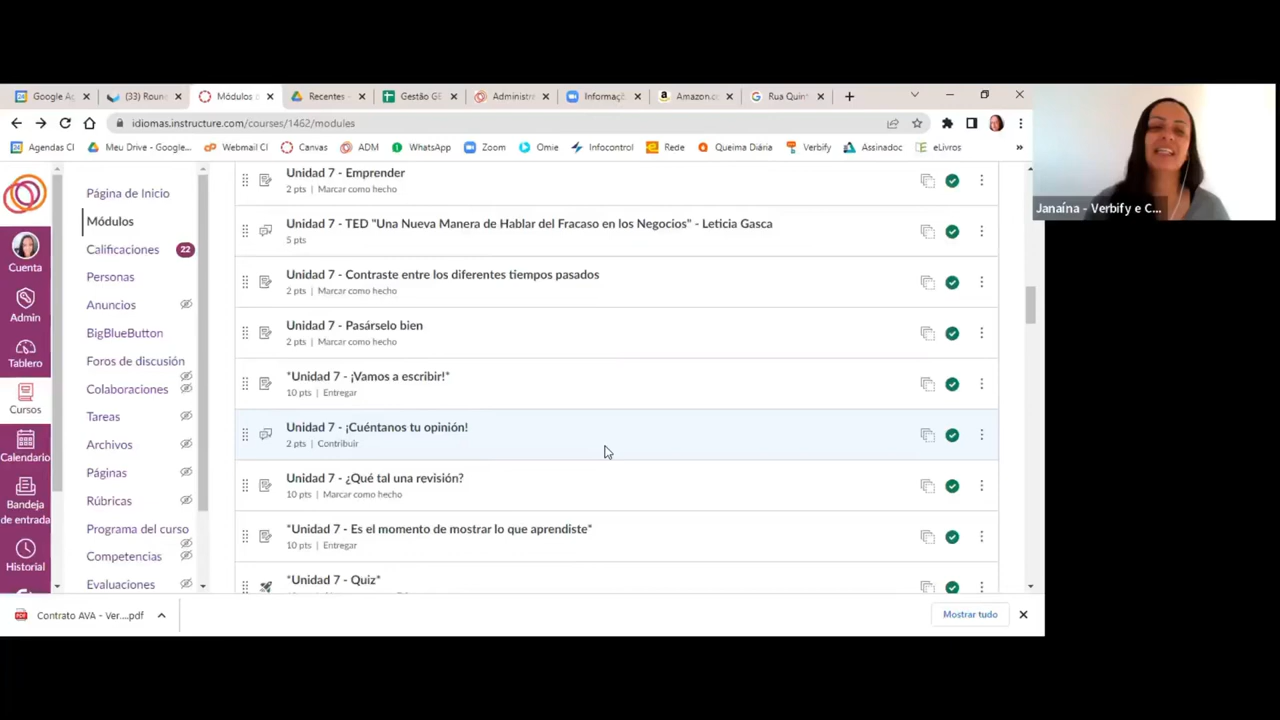 Google Ag
(33) Roun
Módulos d
Recentes -
Gestão GE
Administr
Informaç
Amazon.c
Rua Quin
idiomas.instructure.com/courses/1462/modules
Agendas CI
Meu Drive - Google...
Webmail CI
Canvas
ADM
WhatsApp
Zoom
Omie
Infocontrol
Rede
Queima Diária
Verbify
Assinadoc
eLivros
»
Janaína - Verbify e C...
Cuenta
Admin
Tablero
Cursos
Calendario
Bandeja
de entrada
Historial
Página de Inicio
Módulos
Calificaciones 22
Personas
Anuncios
BigBlueButton
Foros de discusión
Colaboraciones
Tareas
Archivos
Páginas
Rúbricas
Programa del curso
Competencias
Evaluaciones
Unidad 7 - Emprender
2 pts | Marcar como hecho
Unidad 7 - TED "Una Nueva Manera de Hablar del Fracaso en los Negocios" - Leticia Gasca
5 pts
Unidad 7 - Contraste entre los diferentes tiempos pasados
2 pts | Marcar como hecho
Unidad 7 - Pasárselo bien
2 pts | Marcar como hecho
*Unidad 7 - ¡Vamos a escribir!*
10 pts | Entregar
Unidad 7 - ¡Cuéntanos tu opinión!
2 pts | Contribuir
Unidad 7 - ¿Qué tal una revisión?
10 pts | Marcar como hecho
*Unidad 7 - Es el momento de mostrar lo que aprendiste*
10 pts | Entregar
*Unidad 7 - Quiz*
Contrato AVA - Ver....pdf
Mostrar tudo